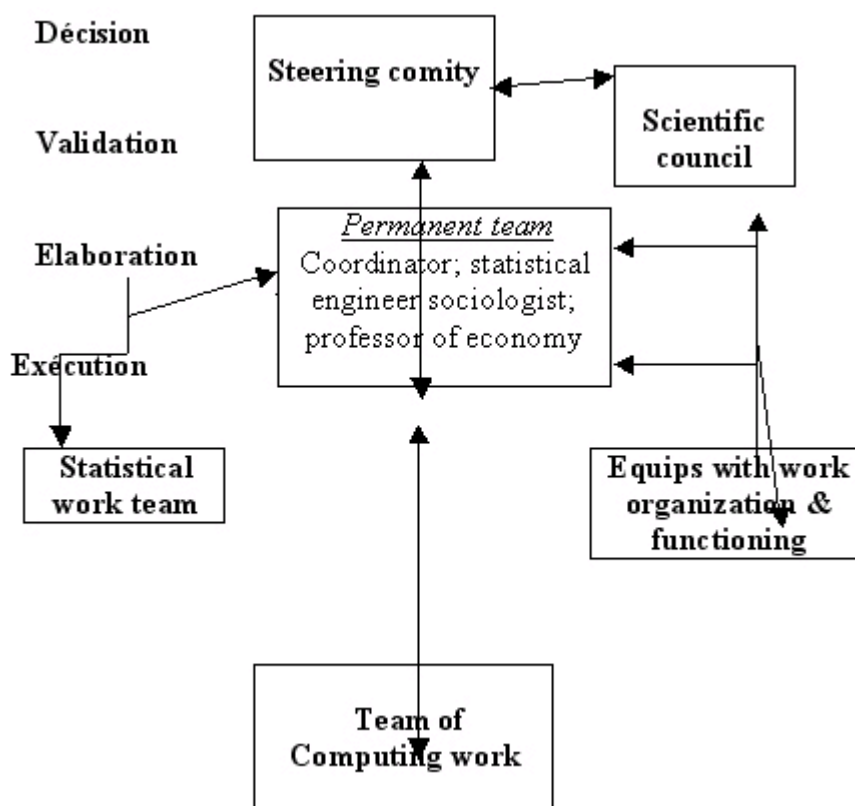 Décision
Steering comity
Scientific
council
Validation
Permanent team
Coordinator; statistical
engineer sociologist;
professor of economy
Elaboration
Exécution
Statistical
work team
Equips with work
organization &
functioning
Team of
Computing work